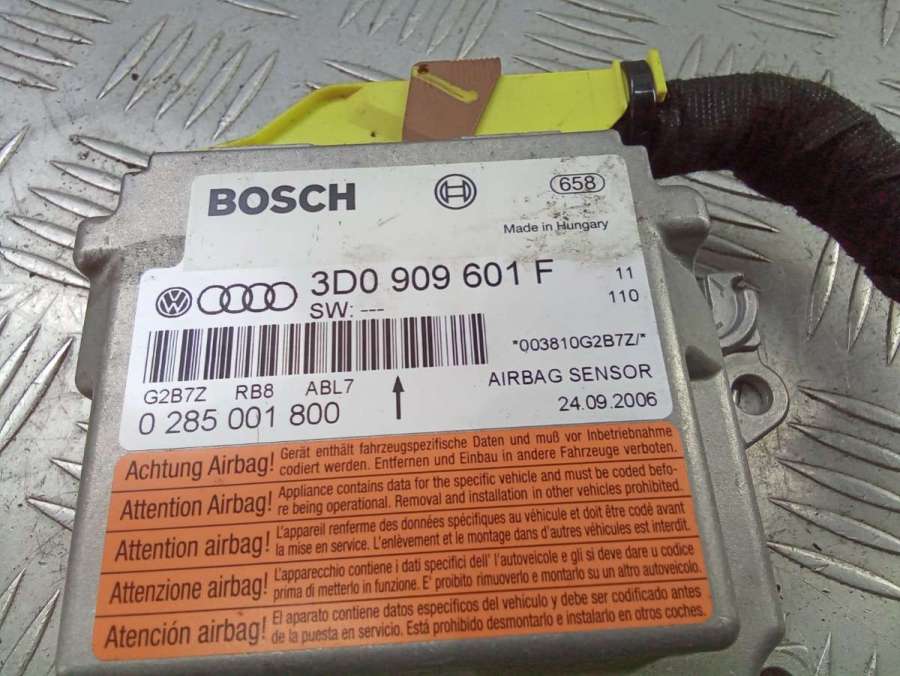 BOSCH
658
Made in Hungary
3D0 909 601 F
11
SW: ---
110
"003810G2B7Z/"
G2B7Z RB8 ABL7
AIRBAG SENSOR
0 285 001 800
24.09.2006
Achtung Airbag! Gerät enthält fahrzeugspezifische Daten und muß vor Inbetriebnahme
codiert werden. Entfernen und Einbau in andere Fahrzeuge verboten.
Attention Airbag! Appliance contains data for the specific vehicle and must be coded befo-
re being operational. Removal and installation in other vehicles prohibited.
Attention airbag! L'appareil renferme des données spécifiques au véhicule et doit être codé avant
la mise en service. L'enlèvement et le montage dans d'autres véhicules est interdit.
Attenzione airbag! L'apparecchio contiene i dati specifici dell' l'autoveicole e gli si deve dare u codice
prima di metterlo in funzione. E' proibito rimuoverlo e montarlo su un altro autoveicolo.
Atención airbag! El aparato contiene datos especificos del vehículo y debe ser codificado antes
de la puesta en servicio. Está prohibido desmontarlo e instalarlo en otros coches.